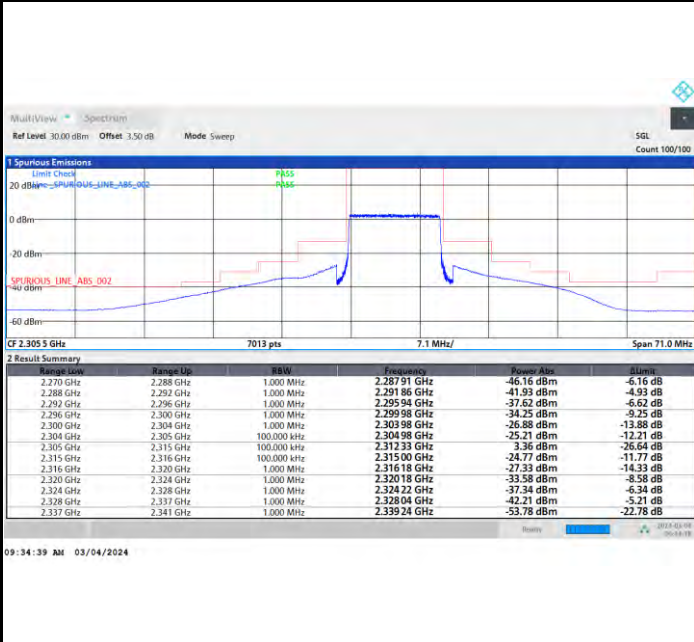 MultiView Spectrum
Ref Level 30.00 dBm Offset 3.50 dB Mode Sweep SGL
Count 100/100
1 Spurious Emissions
Limit Check PASS
20 dBm Line _SPURIOUS_LINE_ABS_002 PASS
0 dBm
-20 dBm
SPURIOUS_LINE_ABS_002
-40 dBm
-60 dBm
CF 2.305 5 GHz 7013 pts 7.1 MHz/ Span 71.0 MHz
2 Result Summary
Range Low Range Up RBW Frequency Power Abs ΔLimit
2.270 GHz 2.288 GHz 1.000 MHz 2.287 91 GHz -46.16 dBm -6.16 dB
2.288 GHz 2.292 GHz 1.000 MHz 2.291 86 GHz -41.93 dBm -4.93 dB
2.292 GHz 2.296 GHz 1.000 MHz 2.295 94 GHz -37.62 dBm -6.62 dB
2.296 GHz 2.300 GHz 1.000 MHz 2.299 98 GHz -34.25 dBm -9.25 dB
2.300 GHz 2.304 GHz 1.000 MHz 2.303 98 GHz -26.88 dBm -13.88 dB
2.304 GHz 2.305 GHz 100.000 kHz 2.304 98 GHz -25.21 dBm -12.21 dB
2.305 GHz 2.315 GHz 100.000 kHz 2.312 33 GHz 3.36 dBm -26.64 dB
2.315 GHz 2.316 GHz 100.000 kHz 2.315 00 GHz -24.77 dBm -11.77 dB
2.316 GHz 2.320 GHz 1.000 MHz 2.316 18 GHz -27.33 dBm -14.33 dB
2.320 GHz 2.324 GHz 1.000 MHz 2.320 18 GHz -33.58 dBm -8.58 dB
2.324 GHz 2.328 GHz 1.000 MHz 2.324 22 GHz -37.34 dBm -6.34 dB
2.328 GHz 2.337 GHz 1.000 MHz 2.328 04 GHz -42.21 dBm -5.21 dB
2.337 GHz 2.341 GHz 1.000 MHz 2.339 24 GHz -53.78 dBm -22.78 dB
Ready
09:34:39 AM 03/04/2024